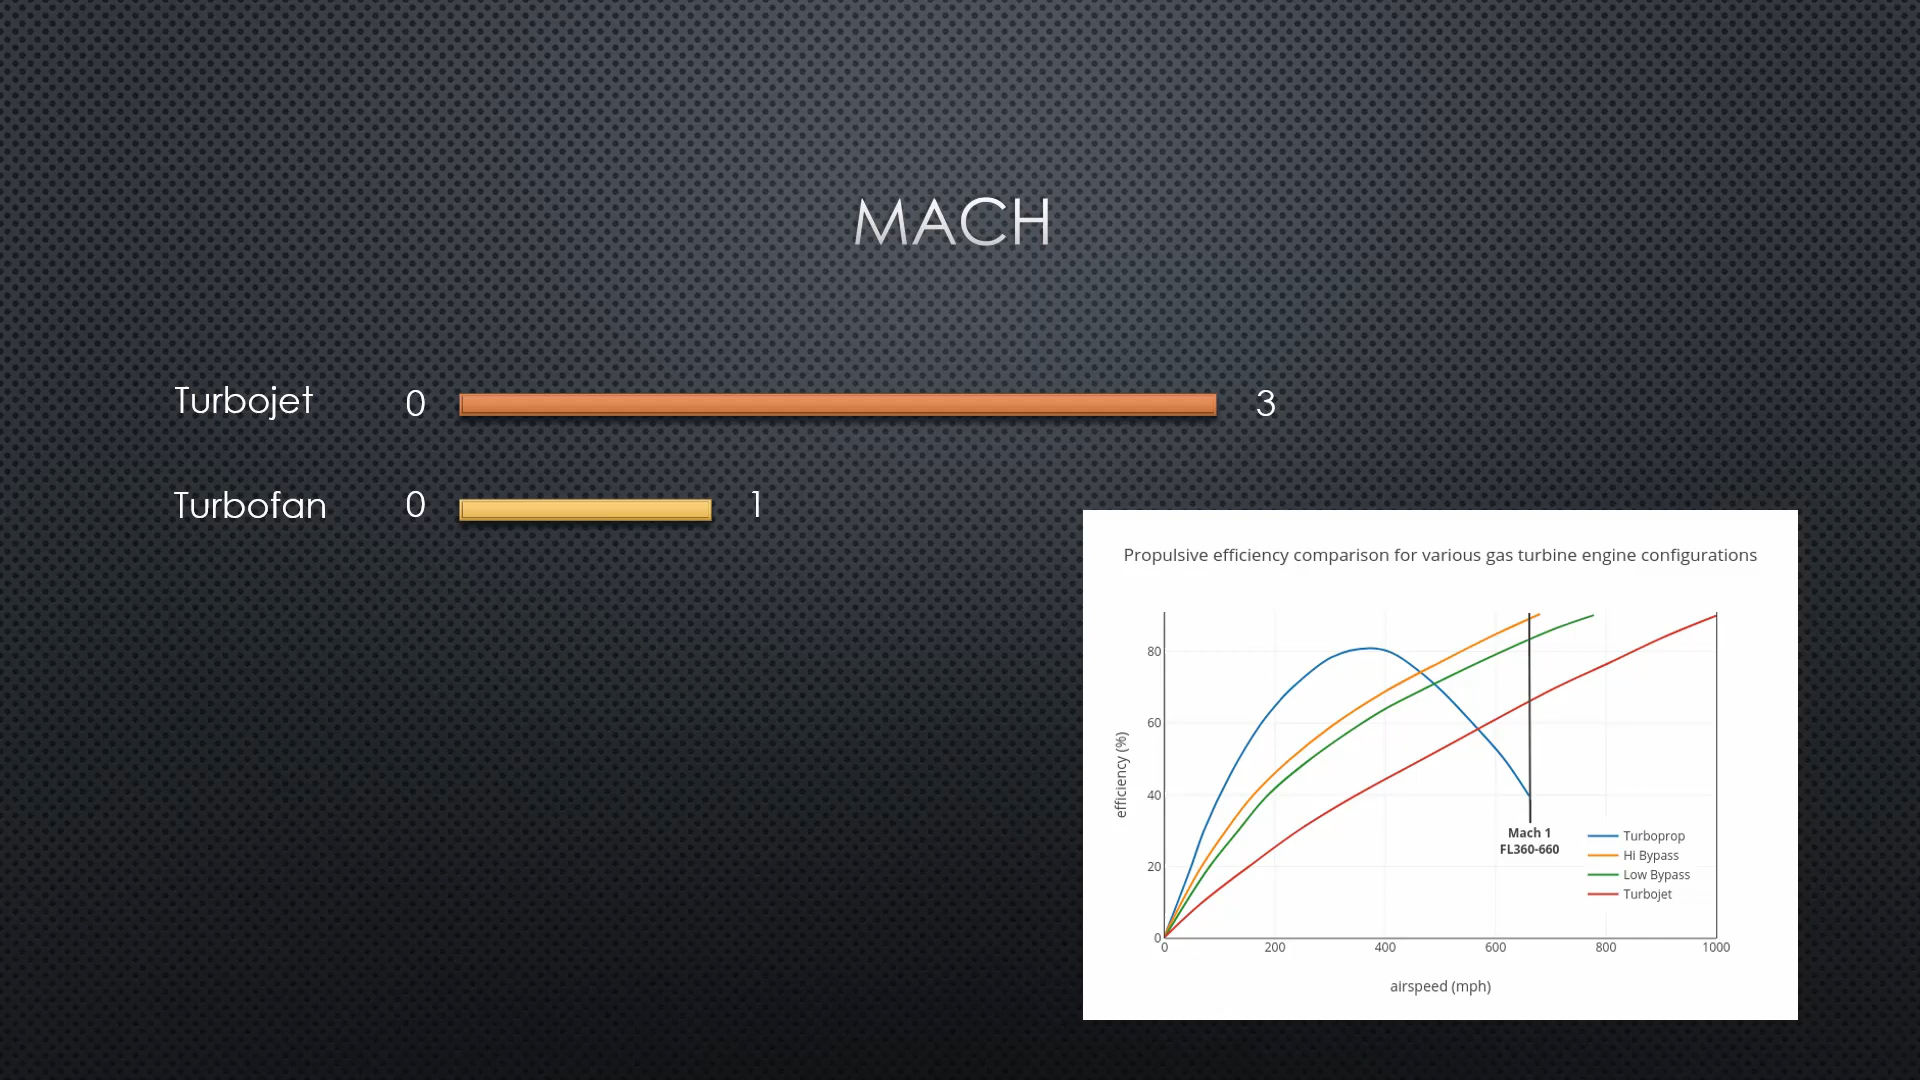 MACH
Turbojet 0 3
Turbofan 0 1
Propulsive efficiency comparison for various gas turbine engine configurations
80
60
40
20
0
efficiency (%)
Mach 1
FL360-660
Turboprop
Hi Bypass
Low Bypass
Turbojet
0 200 400 600 800 1000
airspeed (mph)